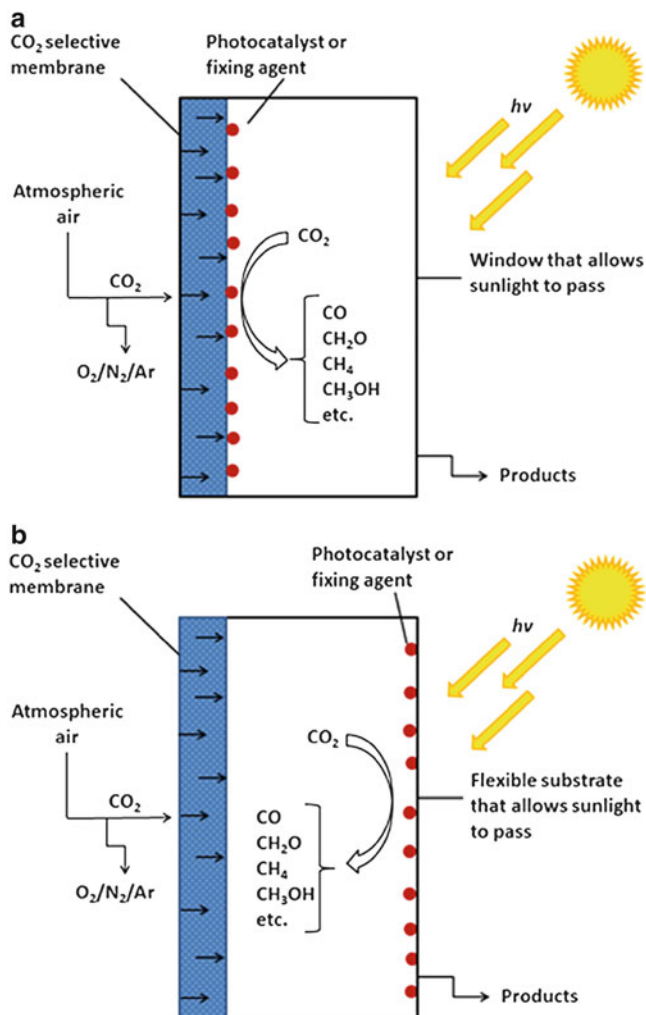 a
CO₂ selective
membrane
Photocatalyst or
fixing agent
hν
Atmospheric
air
CO₂
O₂/N₂/Ar
CO₂
CO
CH₂O
CH₄
CH₃OH
etc.
Window that allows
sunlight to pass
Products
b
CO₂ selective
membrane
Photocatalyst or
fixing agent
hν
Atmospheric
air
CO₂
O₂/N₂/Ar
CO₂
CO
CH₂O
CH₄
CH₃OH
etc.
Flexible substrate
that allows sunlight
to pass
Products